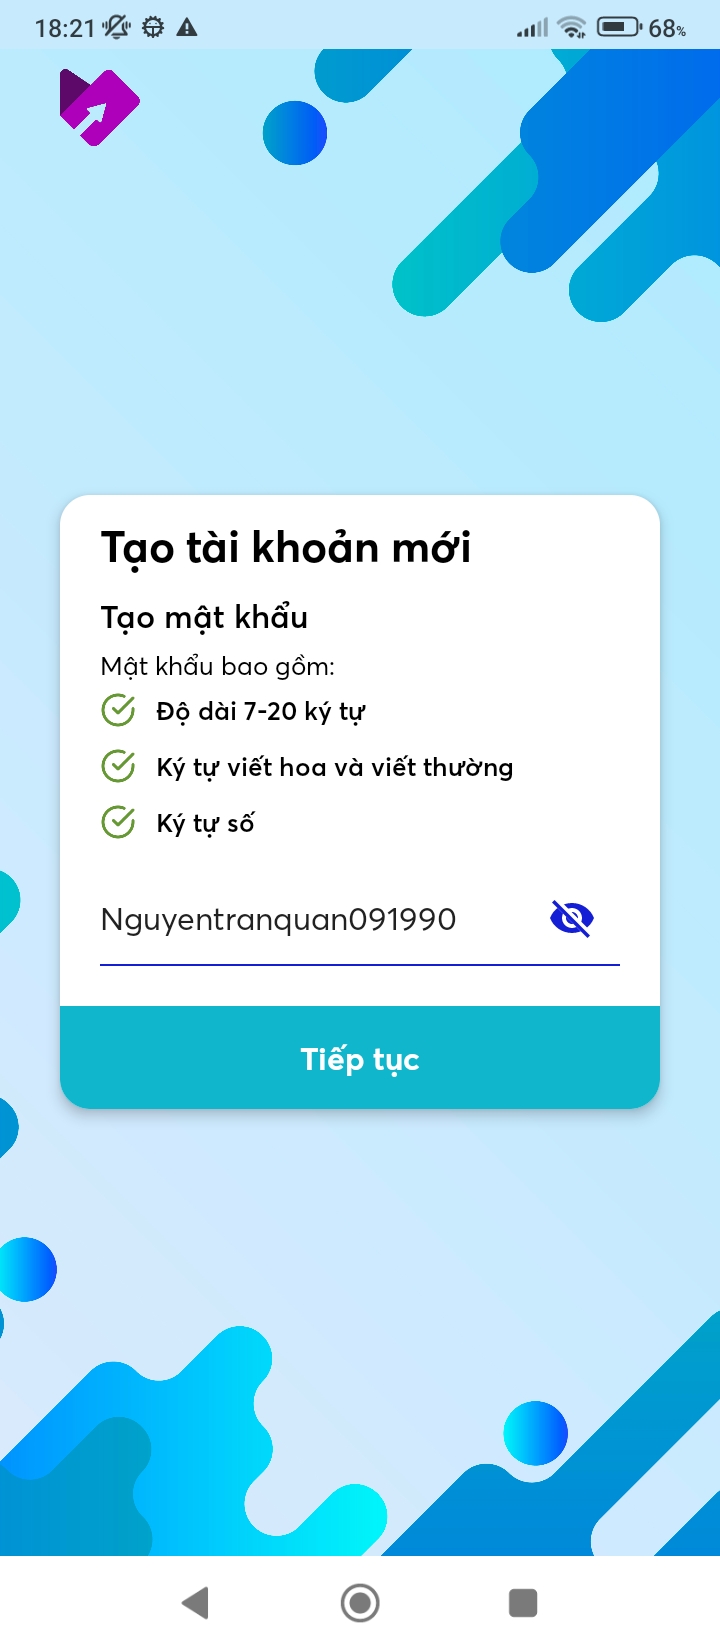 18:21 68%
Tạo tài khoản mới
Tạo mật khẩu
Mật khẩu bao gồm:
Độ dài 7-20 ký tự
Ký tự viết hoa và viết thường
Ký tự số
Nguyentranquan091990
Tiếp tục